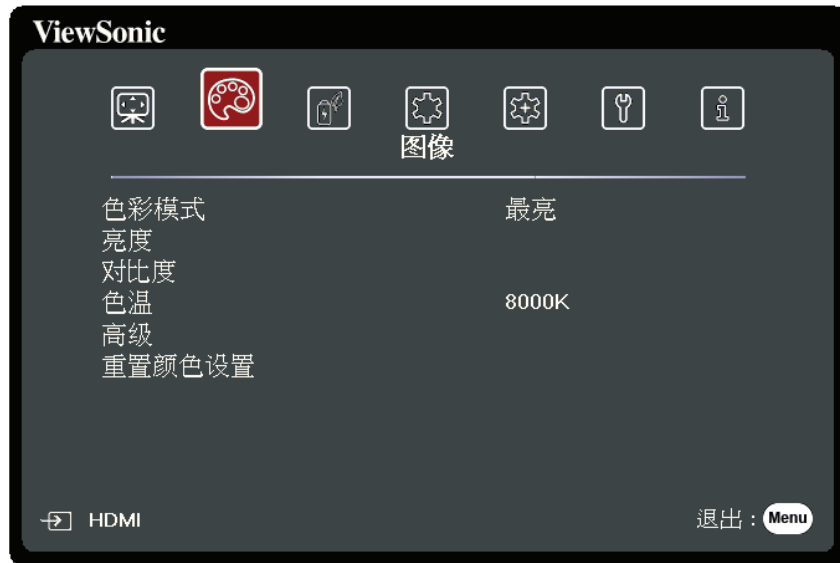 ViewSonic
图像
色彩模式 最亮
亮度
对比度
色温 8000K
高级
重置颜色设置
HDMI 退出：Menu